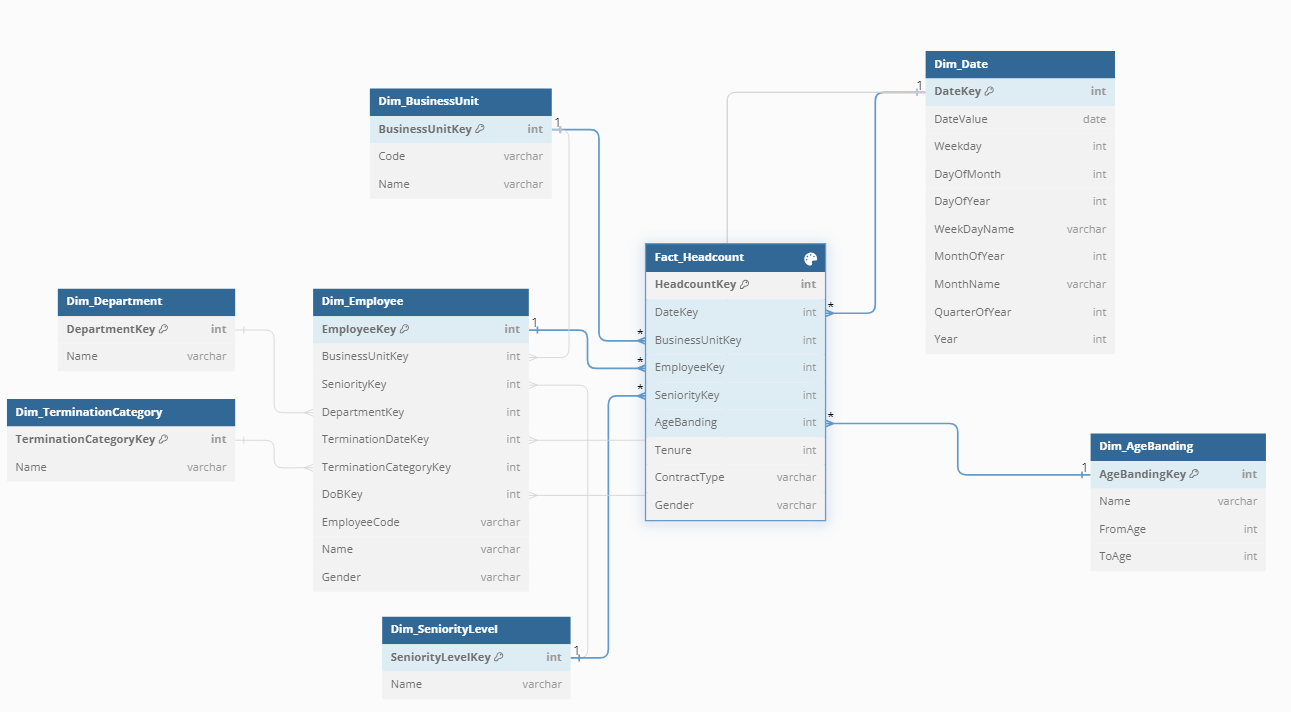 Dim_Date
DateKey int
DateValue date
Weekday int
DayOfMonth int
DayOfYear int
WeekDayName varchar
MonthOfYear int
MonthName varchar
QuarterOfYear int
Year int
1
Dim_BusinessUnit
BusinessUnitKey int
Code varchar
Name varchar
1
Fact_Headcount
HeadcountKey int
DateKey int
BusinessUnitKey int
EmployeeKey int
SeniorityKey int
AgeBanding int
Tenure int
ContractType varchar
Gender varchar
*
*
*
*
*
Dim_Department
DepartmentKey int
Name varchar
Dim_Employee
EmployeeKey int
BusinessUnitKey int
SeniorityKey int
DepartmentKey int
TerminationDateKey int
TerminationCategoryKey int
DoBKey int
EmployeeCode varchar
Name varchar
Gender varchar
1
Dim_TerminationCategory
TerminationCategoryKey int
Name varchar
Dim_AgeBanding
AgeBandingKey int
Name varchar
FromAge int
ToAge int
1
Dim_SeniorityLevel
SeniorityLevelKey int
Name varchar
1